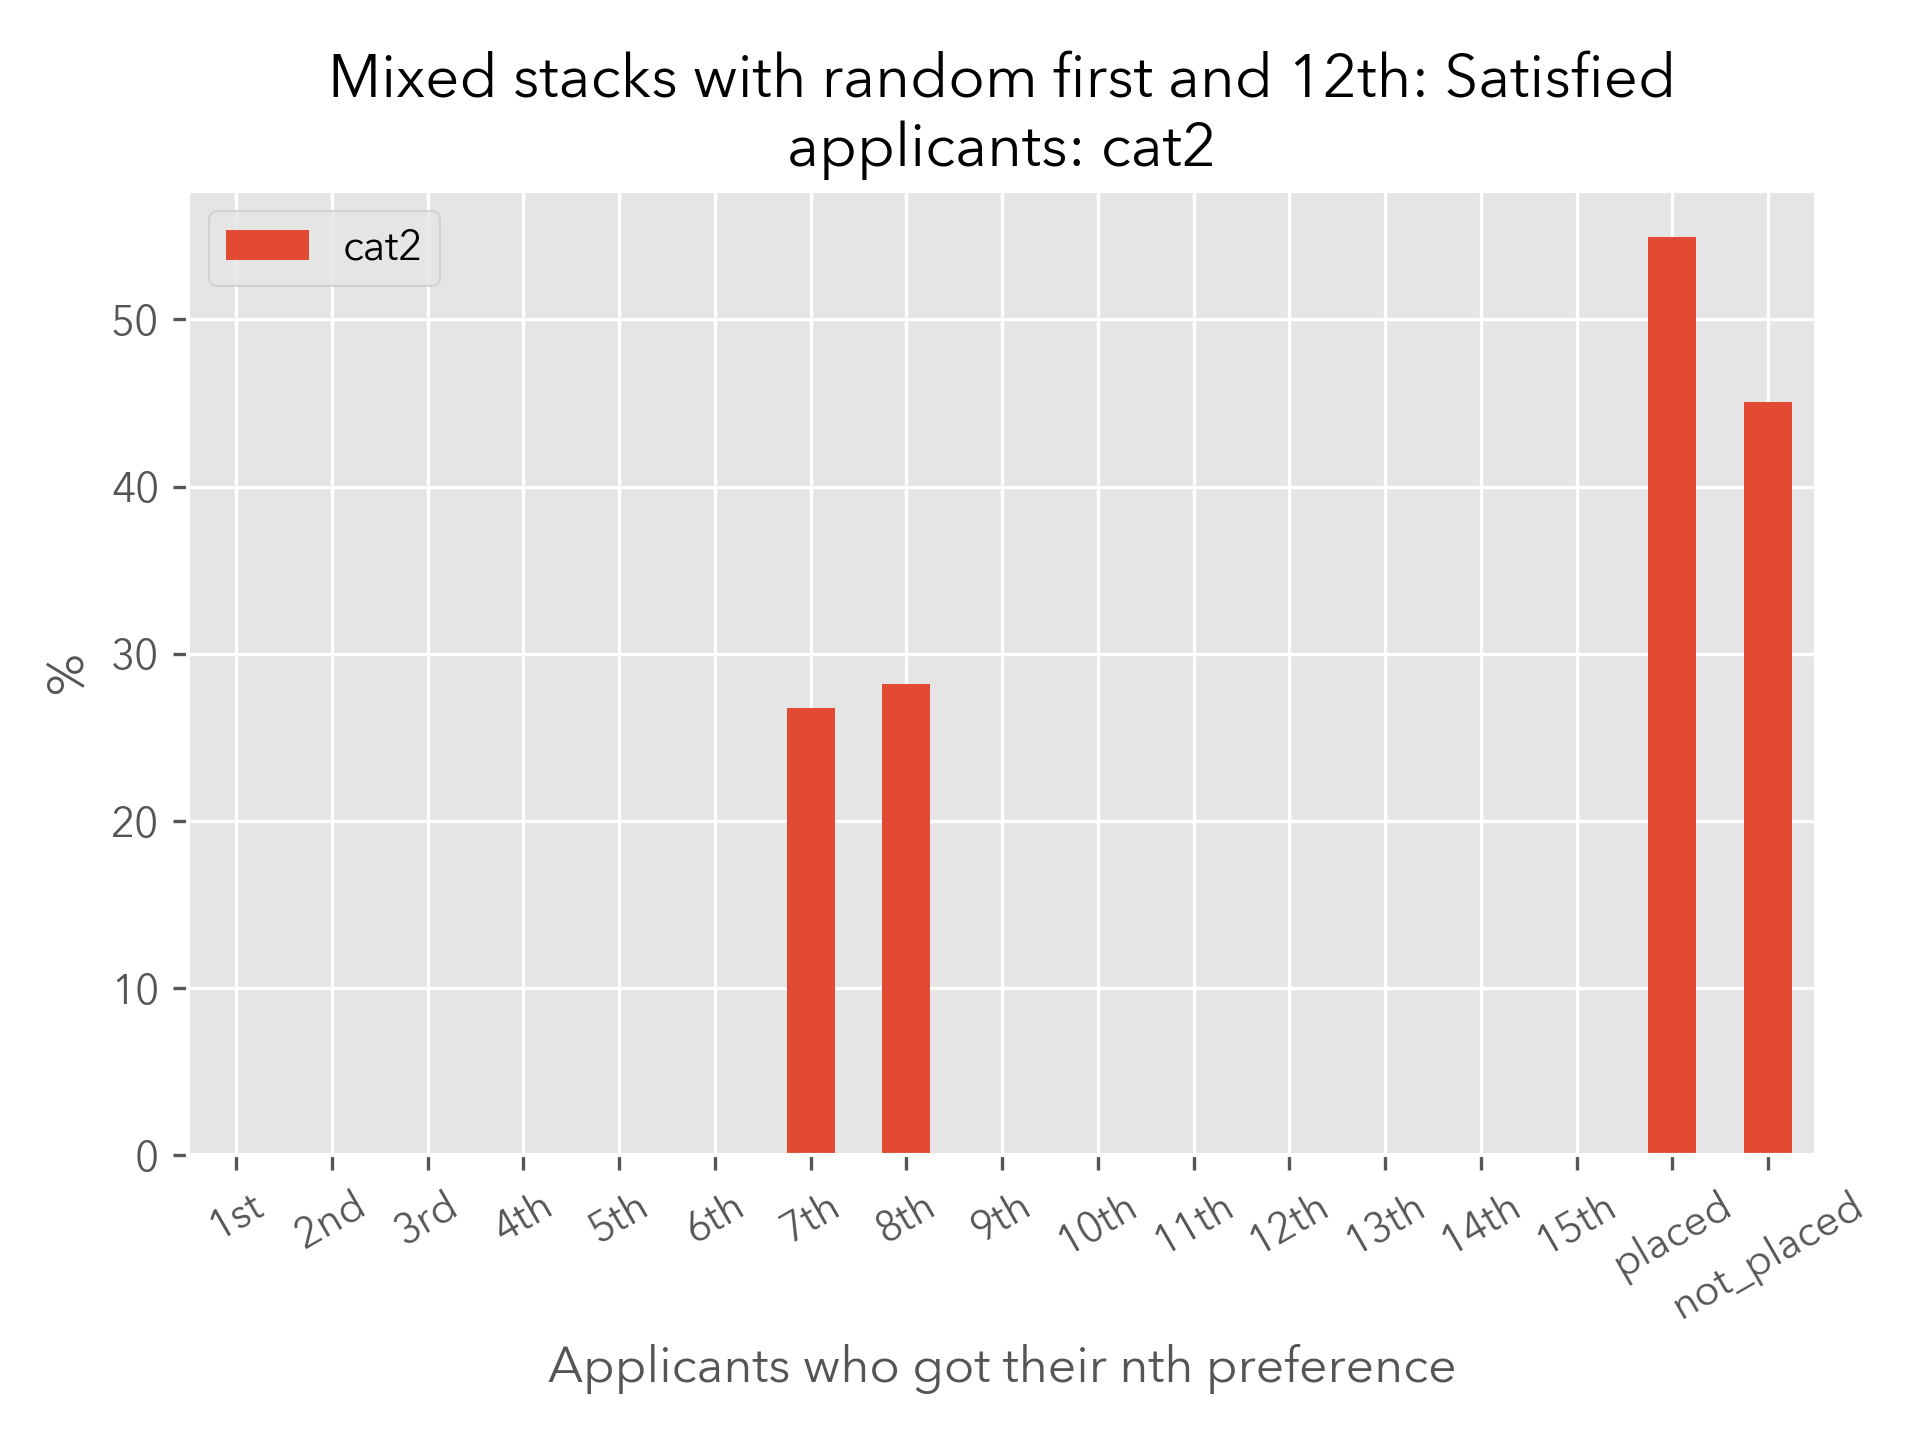 Mixed stacks with random first and 12th: Satisfied
applicants: cat2
cat2
50
40
30
20
10
0
%
1st
2nd
3rd
4th
5th
6th
7th
8th
9th
10th
11th
12th
13th
14th
15th
placed
not_placed
Applicants who got their nth preference